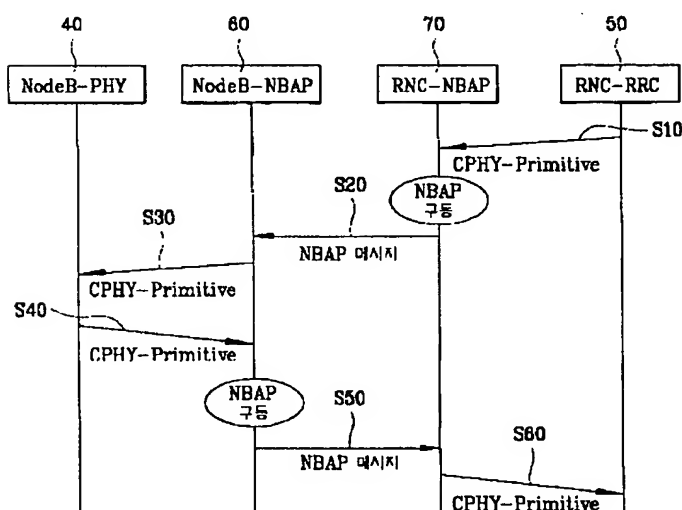 40
60
70
50
NodeB-PHY
NodeB-NBAP
RNC-NBAP
RNC-RRC
S10
CPHY-Primitive
NBAP
구동
S20
NBAP 메시지
S30
CPHY-Primitive
S40
CPHY-Primitive
NBAP
구동
S50
NBAP 메시지
S60
CPHY-Primitive